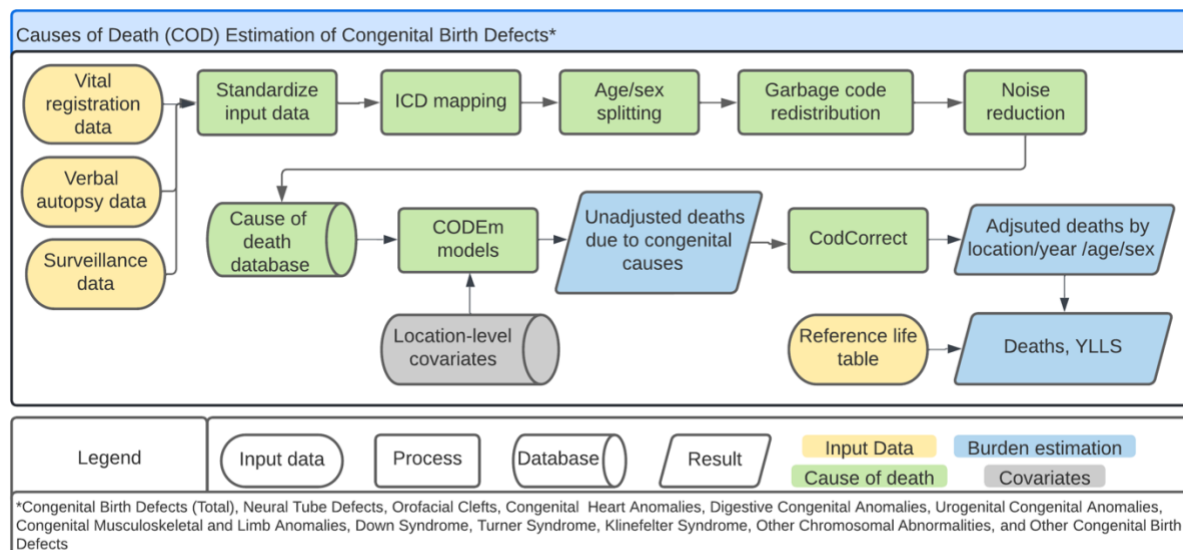 Causes of Death (COD) Estimation of Congenital Birth Defects*
Vital
registration
data
Standardize
input data
ICD mapping
Age/sex
splitting
Garbage code
redistribution
Noise
reduction
Verbal
autopsy data
Surveillance
data
Cause of
death
database
CODEm
models
Unadjusted deaths
due to congenital
causes
CodCorrect
Adjsuted deaths by
location/year /age/sex
Location-level
covariates
Reference life
table
Deaths, YLLS
Legend
Input data
Process
Database
Result
Input Data
Burden estimation
Cause of death
Covariates
*Congenital Birth Defects (Total), Neural Tube Defects, Orofacial Clefts, Congenital Heart Anomalies, Digestive Congenital Anomalies, Urogenital Congenital Anomalies,
Congenital Musculoskeletal and Limb Anomalies, Down Syndrome, Turner Syndrome, Klinefelter Syndrome, Other Chromosomal Abnormalities, and Other Congenital Birth
Defects